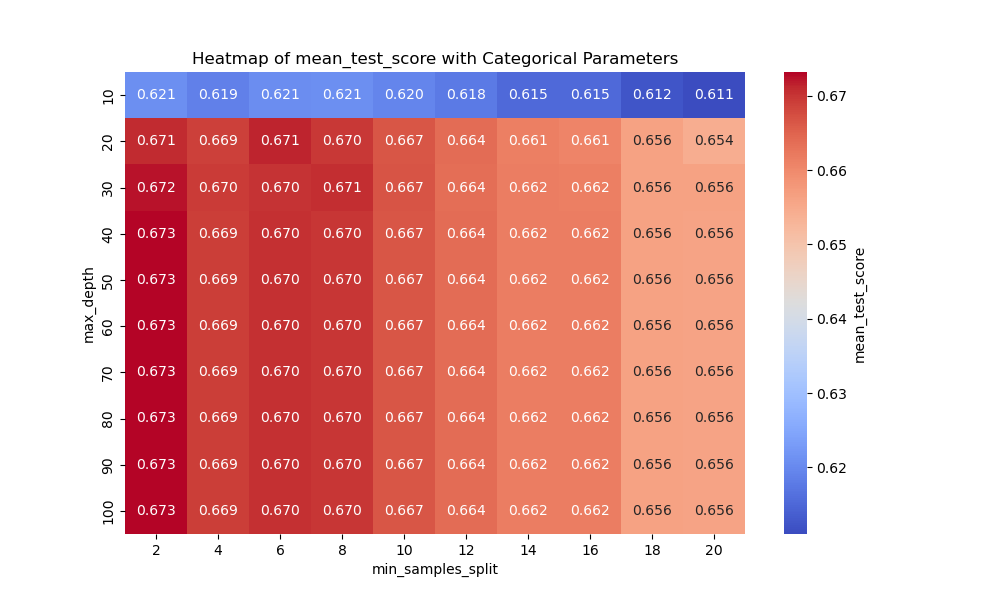 Heatmap of mean_test_score with Categorical Parameters
max_depth
10 0.621 0.619 0.621 0.621 0.620 0.618 0.615 0.615 0.612 0.611
20 0.671 0.669 0.671 0.670 0.667 0.664 0.661 0.661 0.656 0.654
30 0.672 0.670 0.670 0.671 0.667 0.664 0.662 0.662 0.656 0.656
40 0.673 0.669 0.670 0.670 0.667 0.664 0.662 0.662 0.656 0.656
50 0.673 0.669 0.670 0.670 0.667 0.664 0.662 0.662 0.656 0.656
60 0.673 0.669 0.670 0.670 0.667 0.664 0.662 0.662 0.656 0.656
70 0.673 0.669 0.670 0.670 0.667 0.664 0.662 0.662 0.656 0.656
80 0.673 0.669 0.670 0.670 0.667 0.664 0.662 0.662 0.656 0.656
90 0.673 0.669 0.670 0.670 0.667 0.664 0.662 0.662 0.656 0.656
100 0.673 0.669 0.670 0.670 0.667 0.664 0.662 0.662 0.656 0.656
2 4 6 8 10 12 14 16 18 20
min_samples_split
0.67
0.66
0.65
0.64
0.63
0.62
mean_test_score